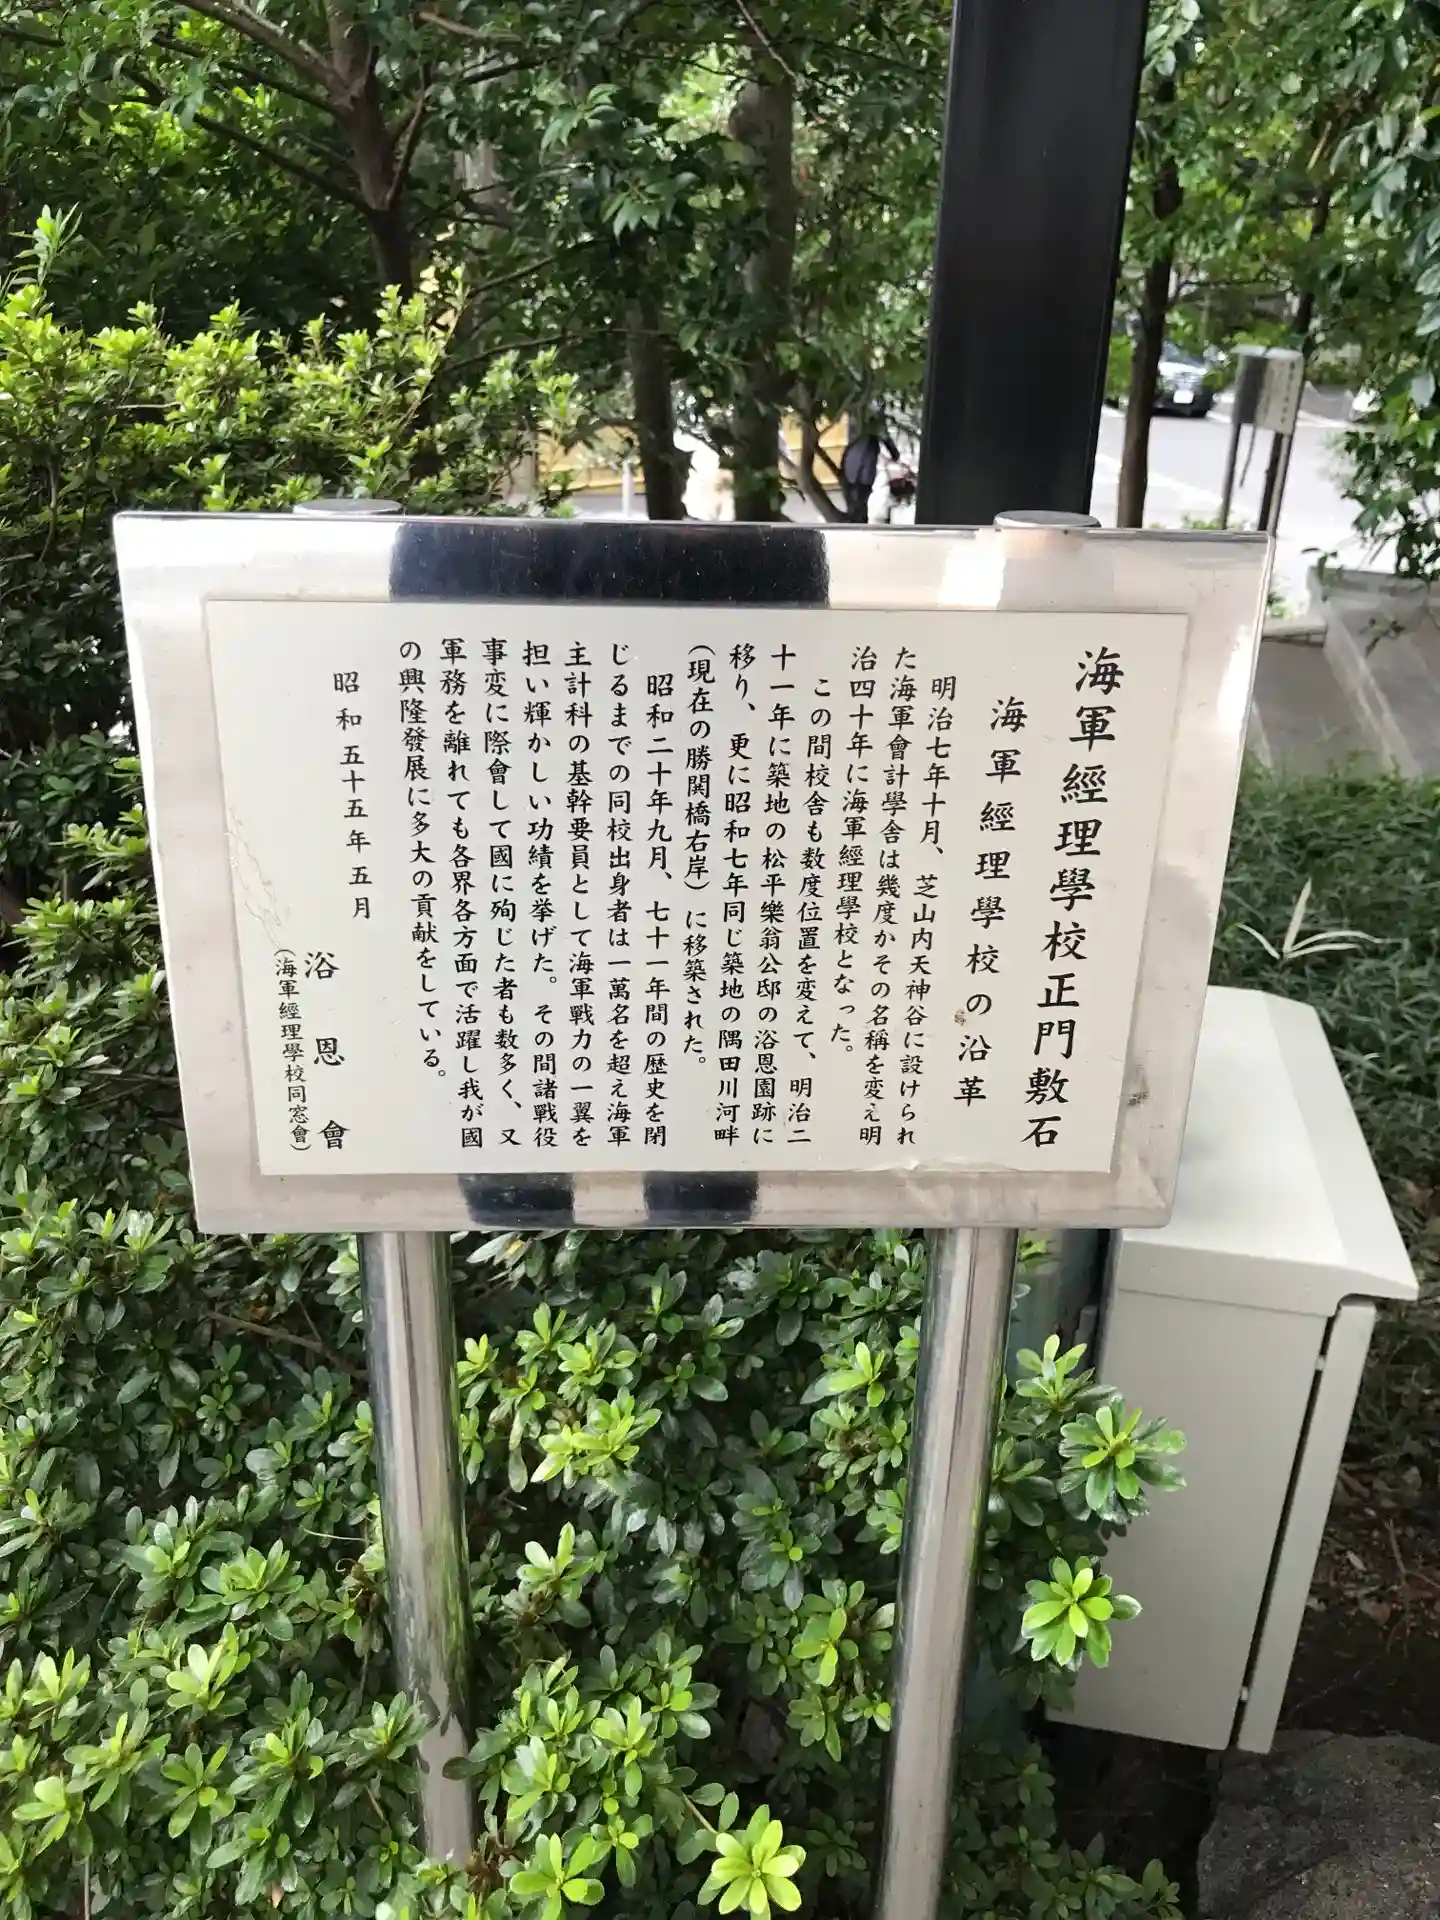 海軍經理學校正門敷石
海軍經理學校の沿革
明治七年十月、芝山内天神谷に設けられ
た海軍會計學舎は幾度かその名稱を変え明
治四十年に海軍經理學校となった。
この間校舎も数度位置を変えて、明治二
十一年に築地の松平樂翁公邸の浴恩園跡に
移り、更に昭和七年同じ築地の隅田川河畔
(現在の勝関橋右岸)に移築された。
昭和二十年九月、七十一年間の歴史を閉
じるまでの同校出身者は一萬名を超え海軍
主計科の基幹要員として海軍戰力の一翼を
担い輝かしい功績を挙げた。その間諸戰役
事変に際會して國に殉じた者も数多く、又
軍務を離れても各界各方面で活躍し我が國
の興隆發展に多大の貢献をしている。
昭和五十五年五月
浴恩會
(海軍經理學校同窓會)